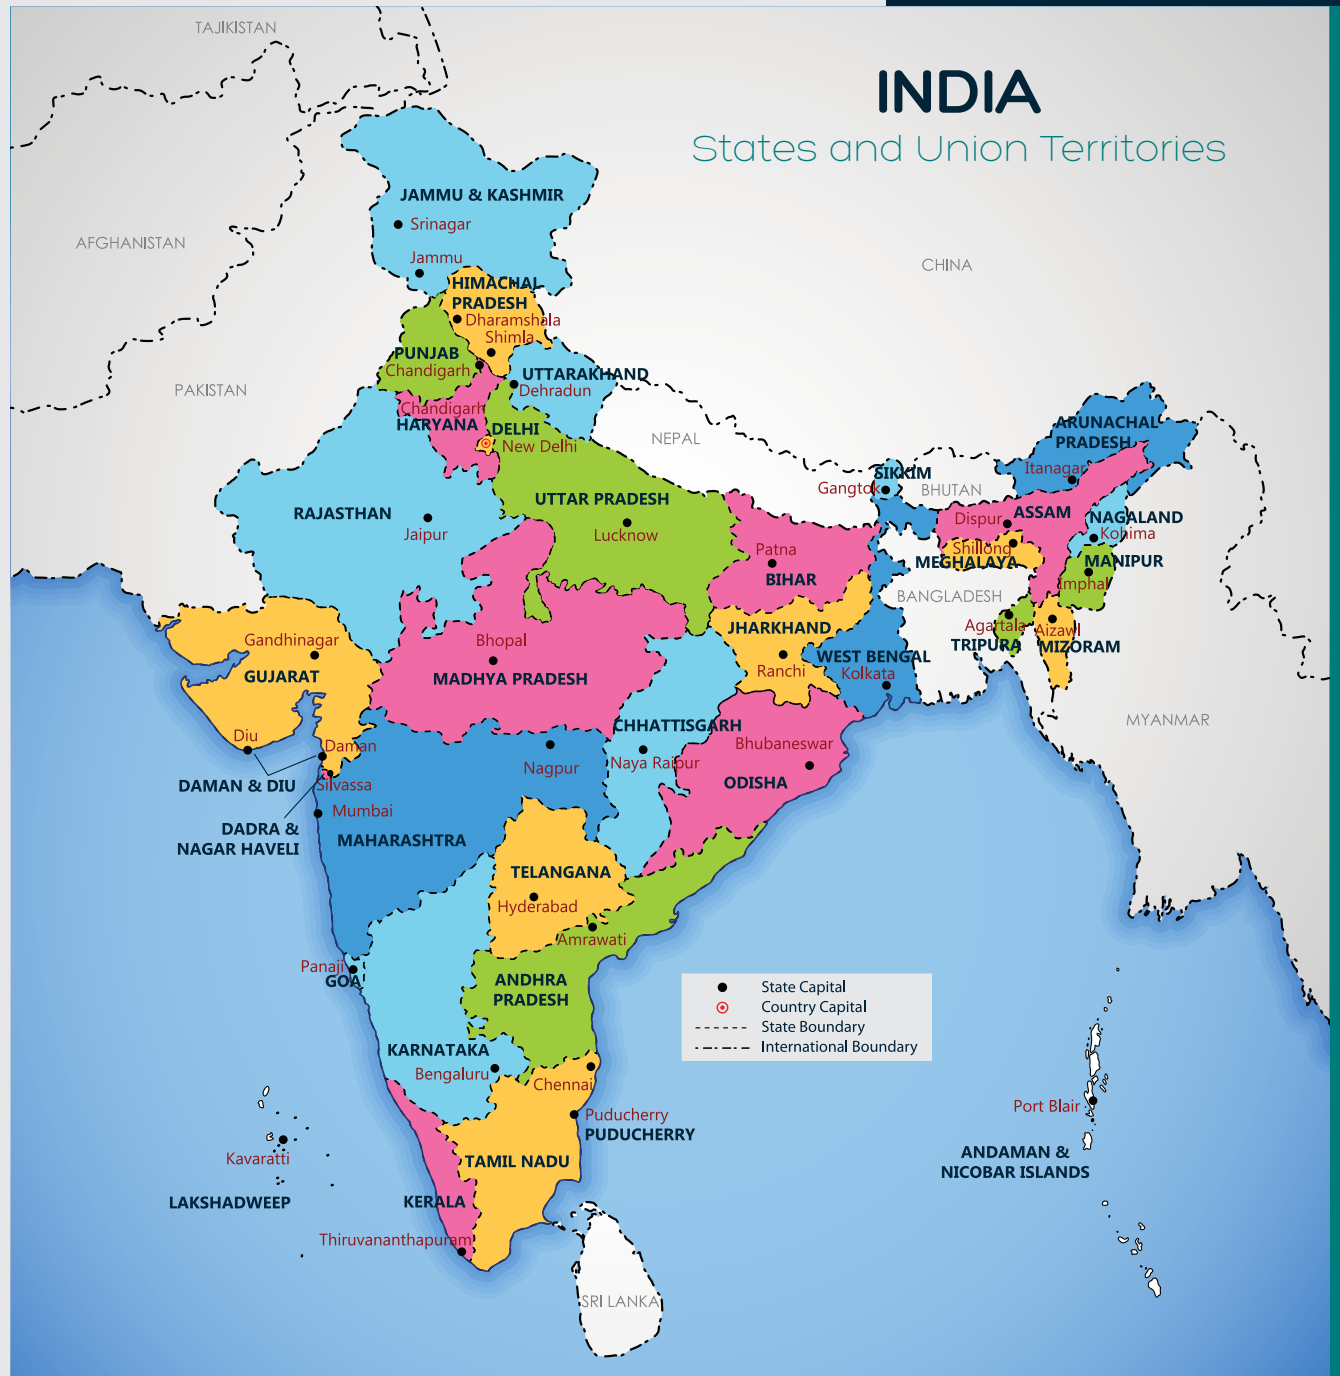 INDIA
States and Union Territories
TAJIKISTAN
AFGHANISTAN
PAKISTAN
CHINA
NEPAL
BHUTAN
BANGLADESH
MYANMAR
SRI LANKA
JAMMU & KASHMIR
Srinagar
Jammu
HIMACHAL
PRADESH
Dharamshala
Shimla
PUNJAB
Chandigarh
UTTARAKHAND
Dehradun
Chandigarh
HARYANA
DELHI
New Delhi
RAJASTHAN
Jaipur
UTTAR PRADESH
Lucknow
Patna
BIHAR
SIKKIM
Gangtok
ARUNACHAL
PRADESH
Itanagar
Dispur
ASSAM
NAGALAND
Kohima
Shillong
MEGHALAYA
MANIPUR
Imphal
Agartala
TRIPURA
Aizawl
MIZORAM
JHARKHAND
Ranchi
WEST BENGAL
Kolkata
Gandhinagar
GUJARAT
Bhopal
MADHYA PRADESH
CHHATTISGARH
Naya Raipur
Bhubaneswar
ODISHA
Diu
Daman
DAMAN & DIU
Silvassa
DADRA &
NAGAR HAVELI
Mumbai
Nagpur
MAHARASHTRA
TELANGANA
Hyderabad
Amrawati
ANDHRA
PRADESH
Panaji
GOA
KARNATAKA
Bengaluru
Chennai
Puducherry
PUDUCHERRY
TAMIL NADU
KERALA
Thiruvananthapuram
Kavaratti
LAKSHADWEEP
Port Blair
ANDAMAN &
NICOBAR ISLANDS
State Capital
Country Capital
State Boundary
International Boundary